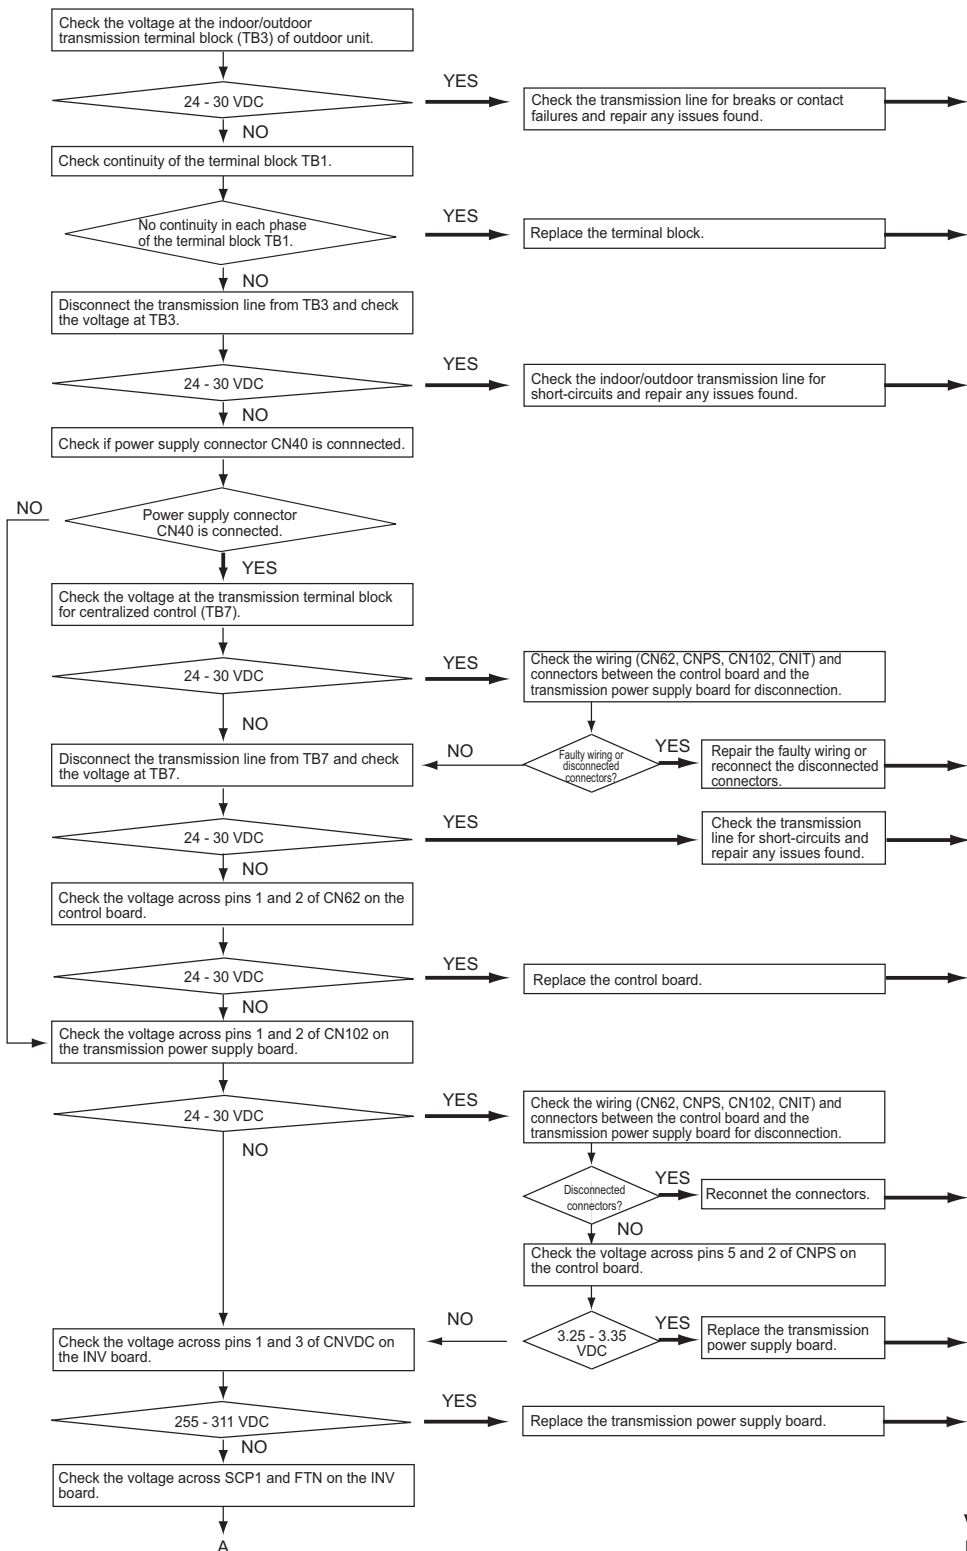 Check the voltage at the indoor/outdoor
transmission terminal block (TB3) of outdoor unit.
24 - 30 VDC
YES
Check the transmission line for breaks or contact
failures and repair any issues found.
NO
Check continuity of the terminal block TB1.
No continuity in each phase
of the terminal block TB1.
YES
Replace the terminal block.
NO
Disconnect the transmission line from TB3 and check
the voltage at TB3.
24 - 30 VDC
YES
Check the indoor/outdoor transmission line for
short-circuits and repair any issues found.
NO
Check if power supply connector CN40 is connnected.
NO
Power supply connector
CN40 is connected.
YES
Check the voltage at the transmission terminal block
for centralized control (TB7).
24 - 30 VDC
YES
Check the wiring (CN62, CNPS, CN102, CNIT) and
connectors between the control board and the
transmission power supply board for disconnection.
NO
Faulty wiring or
disconnected
connectors?
NO
YES
Repair the faulty wiring or
reconnect the disconnected
connectors.
Disconnect the transmission line from TB7 and check
the voltage at TB7.
24 - 30 VDC
YES
Check the transmission
line for short-circuits and
repair any issues found.
NO
Check the voltage across pins 1 and 2 of CN62 on the
control board.
24 - 30 VDC
YES
Replace the control board.
NO
Check the voltage across pins 1 and 2 of CN102 on
the transmission power supply board.
24 - 30 VDC
YES
Check the wiring (CN62, CNPS, CN102, CNIT) and
connectors between the control board and the
transmission power supply board for disconnection.
NO
Disconnected
connectors?
YES
Reconnet the connectors.
NO
Check the voltage across pins 5 and 2 of CNPS on
the control board.
3.25 - 3.35
VDC
NO
YES
Replace the transmission
power supply board.
Check the voltage across pins 1 and 3 of CNVDC on
the INV board.
255 - 311 VDC
YES
Replace the transmission power supply board.
NO
Check the voltage across SCP1 and FTN on the INV
board.
A